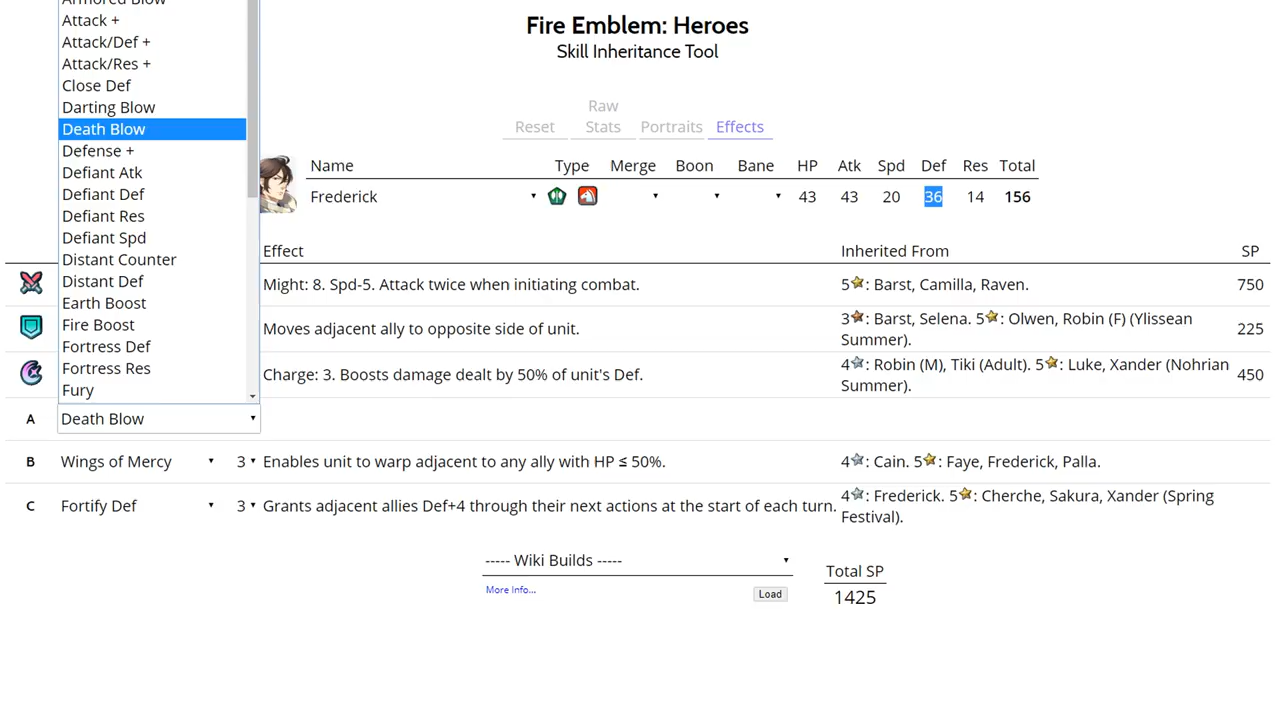 Armored Blow
Attack +
Attack/Def +
Attack/Res +
Close Def
Darting Blow
Death Blow
Defense +
Defiant Atk
Defiant Def
Defiant Res
Defiant Spd
Distant Counter
Distant Def
Earth Boost
Fire Boost
Fortress Def
Fortress Res
Fury
Fire Emblem: Heroes
Skill Inheritance Tool
Reset
Raw
Stats
Portraits
Effects
Name Type Merge Boon Bane HP Atk Spd Def Res Total
Frederick 43 43 20 36 14 156
Effect Inherited From SP
Might: 8. Spd-5. Attack twice when initiating combat. 5: Barst, Camilla, Raven. 750
Moves adjacent ally to opposite side of unit. 3: Barst, Selena. 5: Olwen, Robin (F) (Ylissean
Summer). 225
Charge: 3. Boosts damage dealt by 50% of unit's Def. 4: Robin (M), Tiki (Adult). 5: Luke, Xander (Nohrian
Summer). 450
A Death Blow
B Wings of Mercy 3 Enables unit to warp adjacent to any ally with HP ≤ 50%. 4: Cain. 5: Faye, Frederick, Palla.
C Fortify Def 3 Grants adjacent allies Def+4 through their next actions at the start of each turn. 4: Frederick. 5: Cherche, Sakura, Xander (Spring
Festival).
----- Wiki Builds -----
More Info...
Load
Total SP
1425